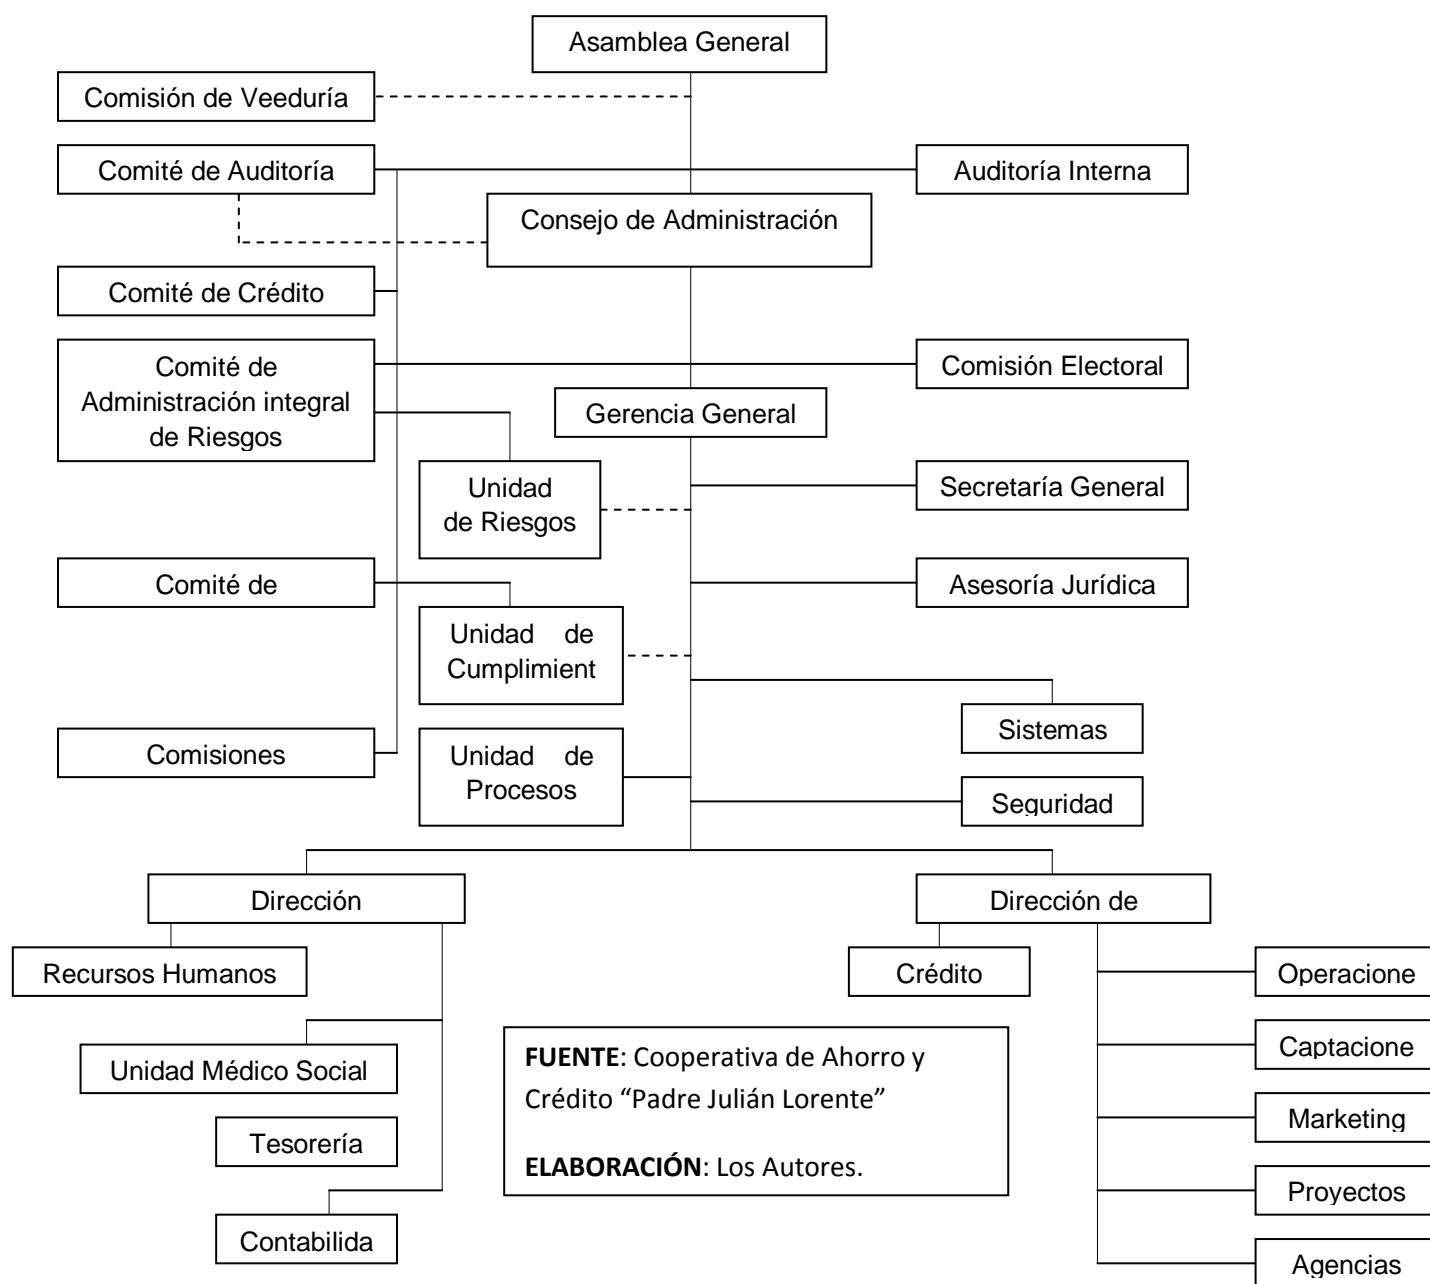 Asamblea General
Comisión de Veeduría
Comité de Auditoría
Auditoría Interna
Consejo de Administración
Comité de Crédito
Comité de
Administración integral
de Riesgos
Comisión Electoral
Gerencia General
Unidad
de Riesgos
Secretaría General
Comité de
Asesoría Jurídica
Unidad de
Cumplimient
Sistemas
Comisiones
Unidad de
Procesos
Seguridad
Dirección
Dirección de
Recursos Humanos
Crédito
Operacione
Unidad Médico Social
Captacione
Tesorería
Marketing
Contabilida
Proyectos
Agencias
FUENTE: Cooperativa de Ahorro y
Crédito “Padre Julián Lorente”
ELABORACIÓN: Los Autores.